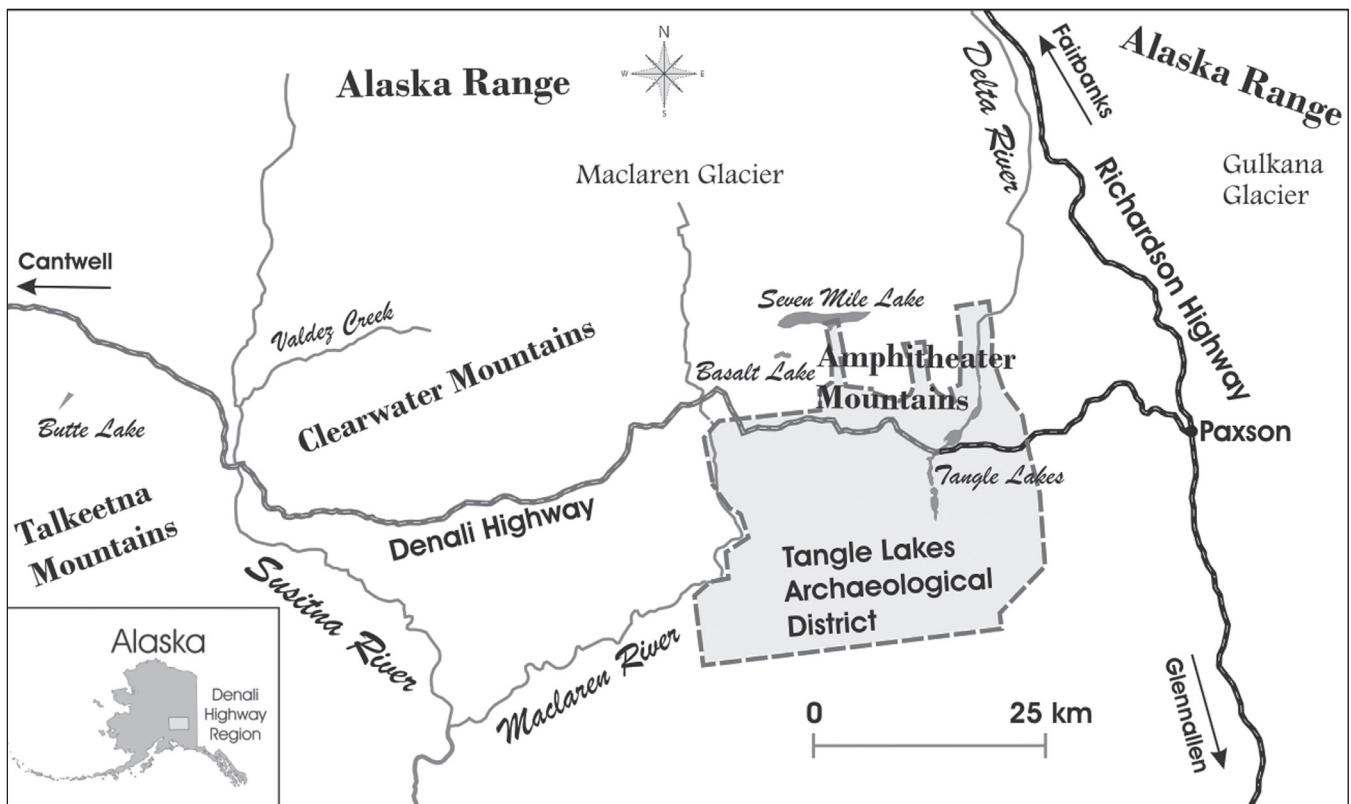 N
W
E
S
Alaska Range
Delta River
Fairbanks
Alaska Range
Maclaren Glacier
Gulkana
Glacier
Richardson Highway
Cantwell
Seven Mile Lake
Valdez Creek
Amphitheater
Mountains
Basalt Lake
Clearwater Mountains
Butte Lake
Paxson
Tangle Lakes
Talkeetna
Mountains
Denali Highway
Tangle Lakes
Archaeological
District
Susitna River
Maclaren River
Glennallen
0
25 km
Alaska
Denali
Highway
Region